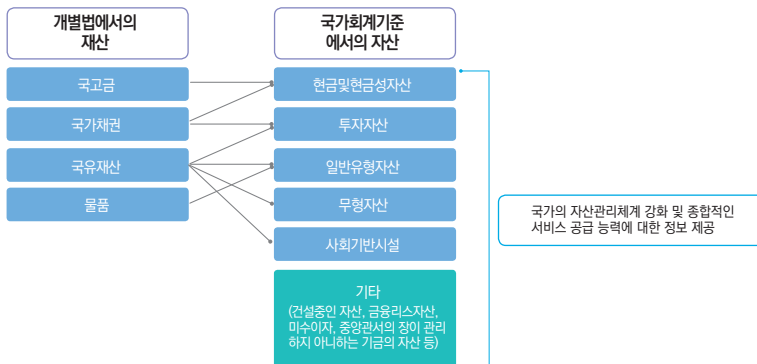 개별법에서의
재산
국가회계기준
에서의 자산
국고금
현금및현금성자산
국가채권
투자자산
국유재산
일반유형자산
물품
무형자산
사회기반시설
국가의 자산관리체계 강화 및 종합적인
서비스 공급 능력에 대한 정보 제공
기타
(건설중인 자산, 금융리스자산,
미수이자, 중앙관서의 장이 관리
하지 아니하는 기금의 자산 등)